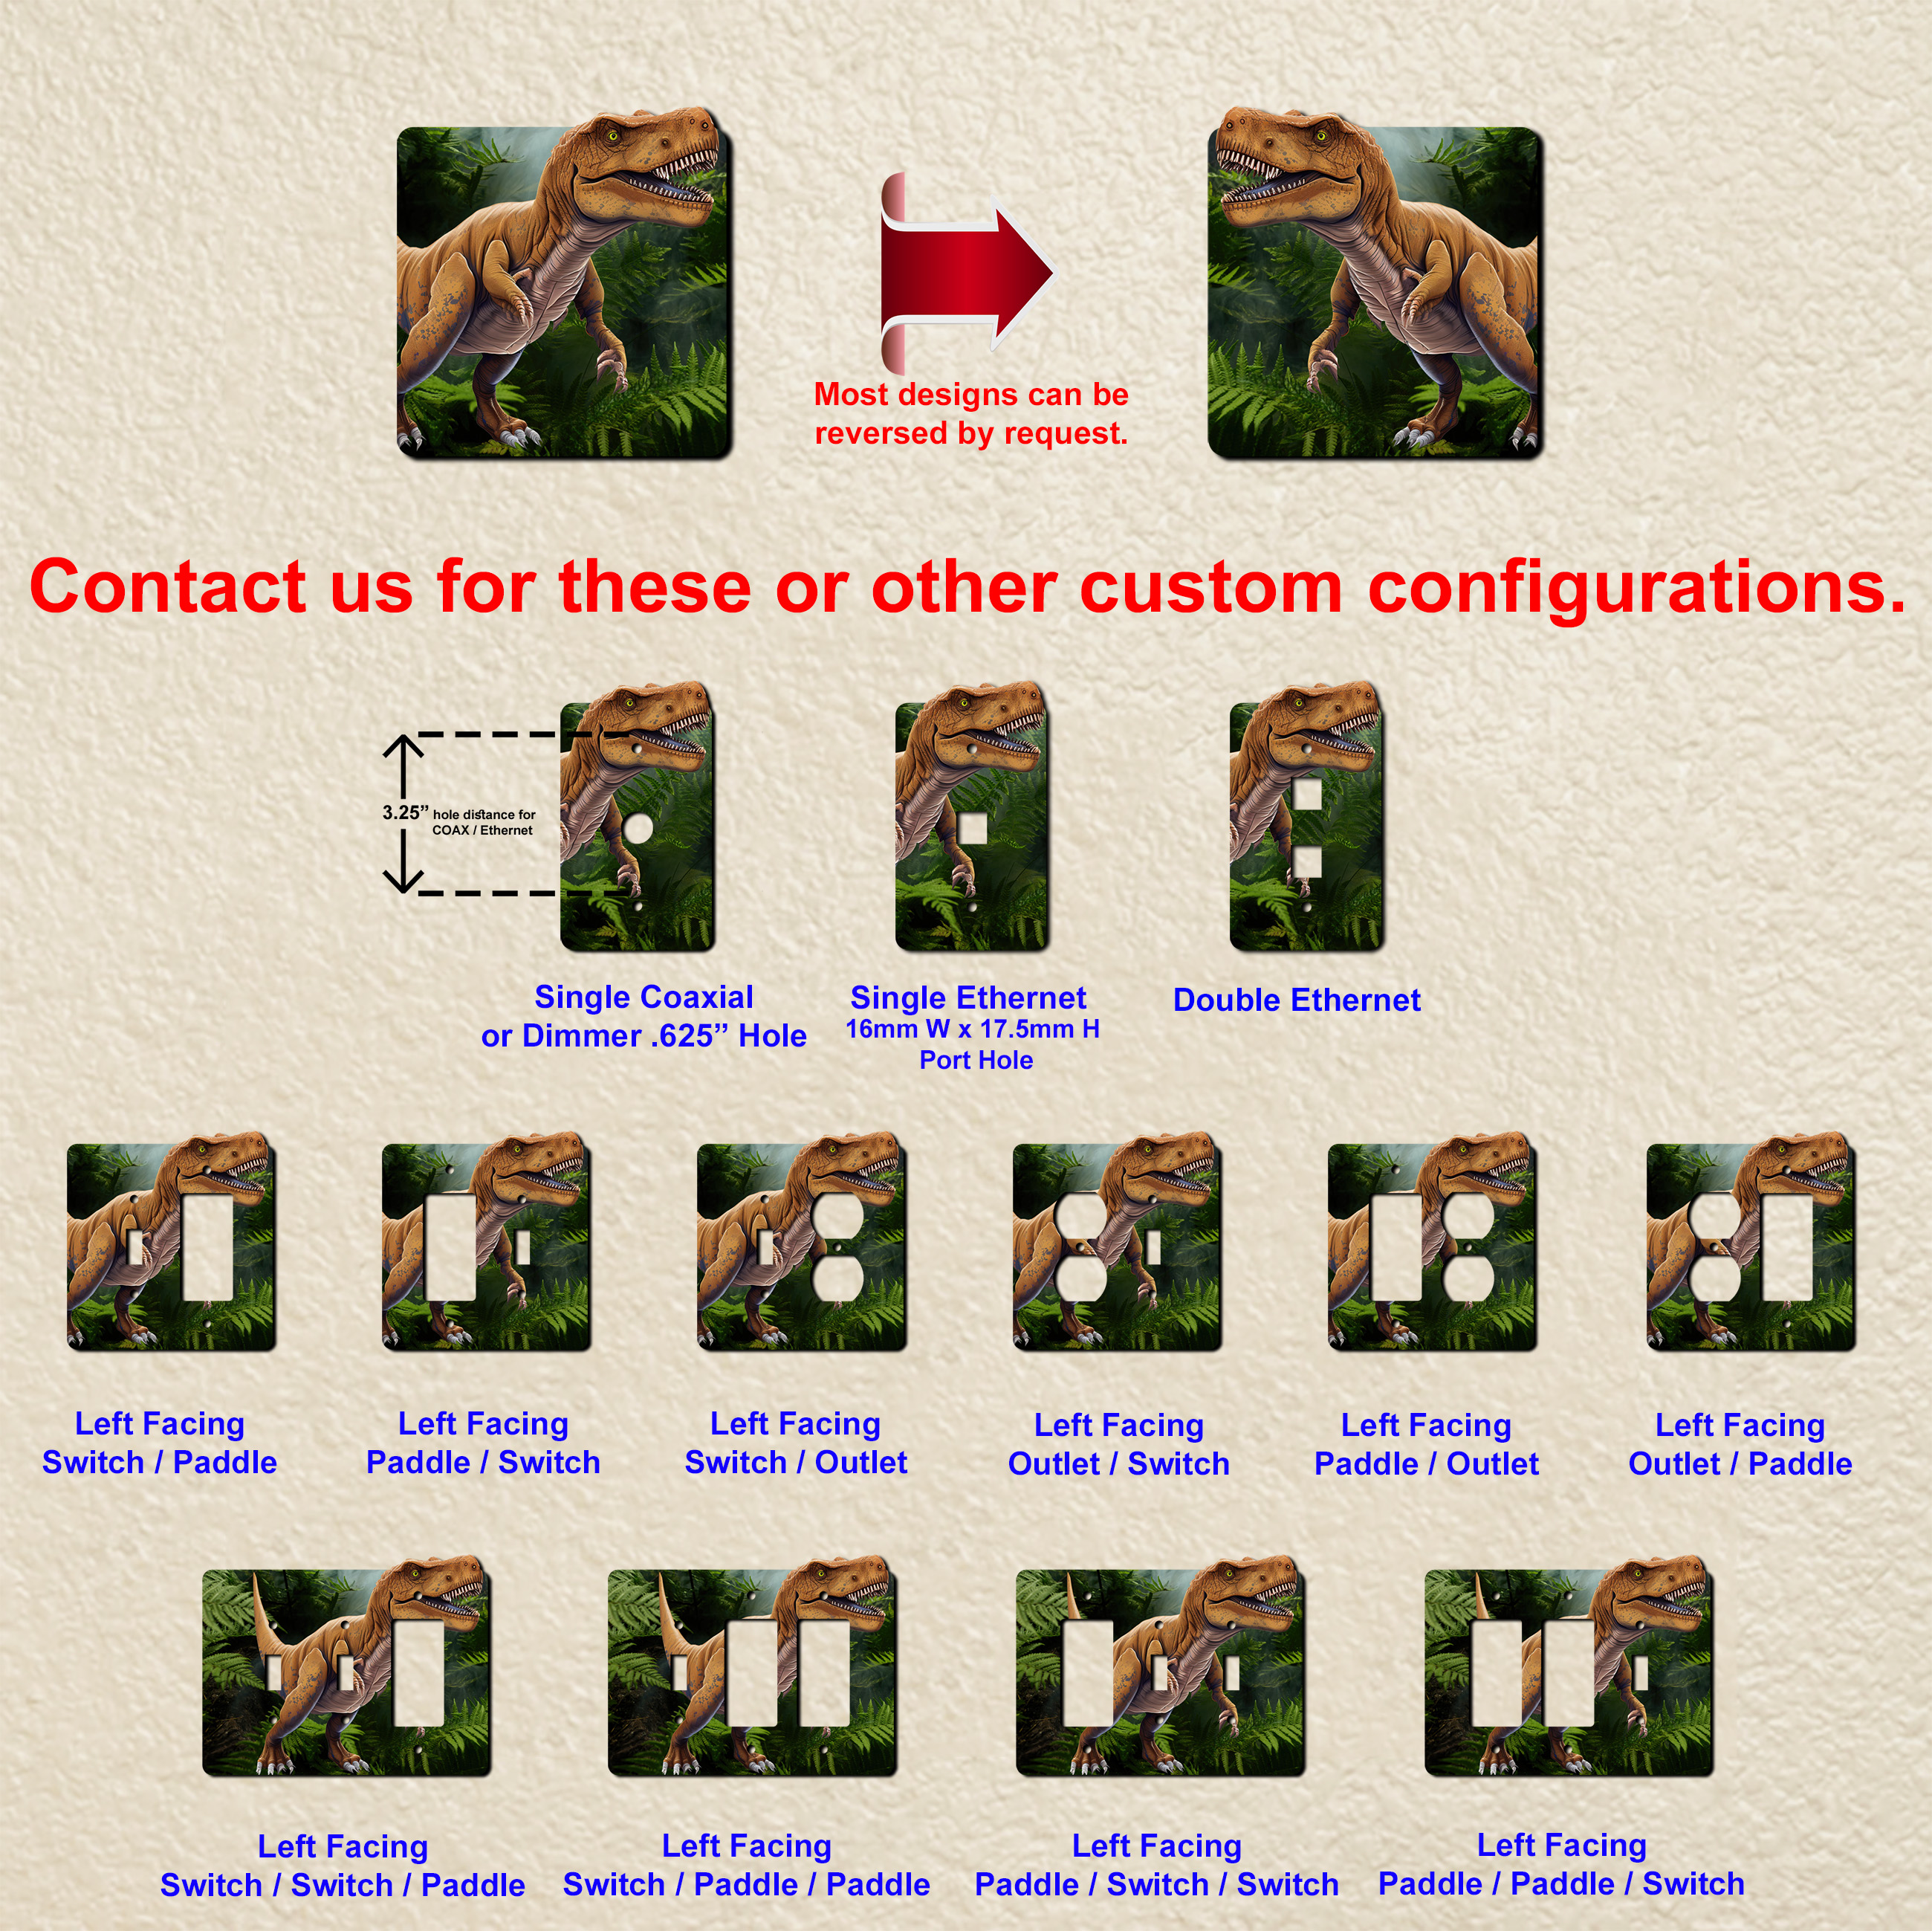 Most designs can be
reversed by request.
Contact us for these or other custom configurations.
3.25” hole distance for
COAX / Ethernet
Single Coaxial
or Dimmer .625” Hole
Single Ethernet
16mm W x 17.5mm H
Port Hole
Double Ethernet
Left Facing
Switch / Paddle
Left Facing
Paddle / Switch
Left Facing
Switch / Outlet
Left Facing
Outlet / Switch
Left Facing
Paddle / Outlet
Left Facing
Outlet / Paddle
Left Facing
Switch / Switch / Paddle
Left Facing
Switch / Paddle / Paddle
Left Facing
Paddle / Switch / Switch
Left Facing
Paddle / Paddle / Switch